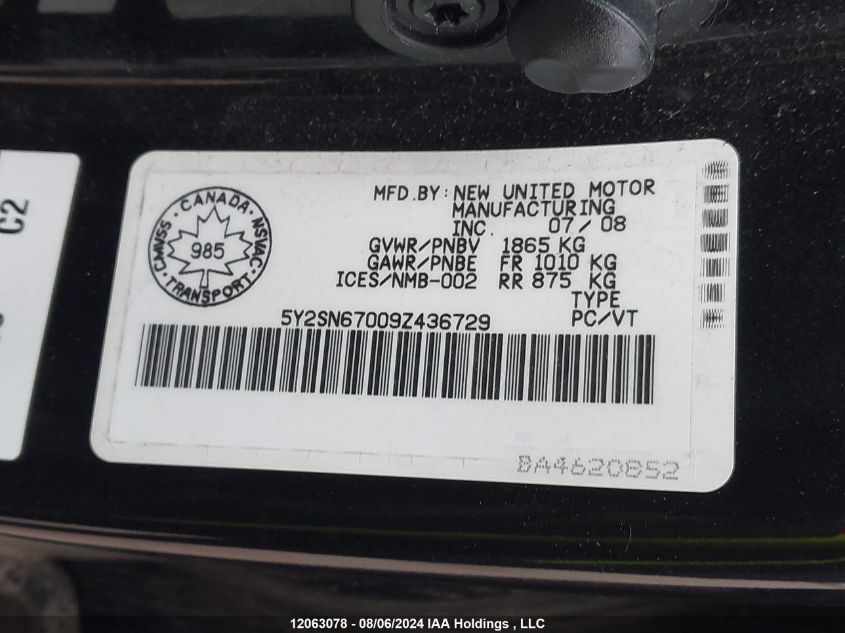 C2
CMVSS · CANADA · NSVAC · TRANSPORT ·
985
MFD.BY: NEW UNITED MOTOR
MANUFACTURING
INC. 07/08
GVWR/PNBV 1865 KG
GAWR/PNBE FR 1010 KG
ICES/NMB-002 RR 875 KG
TYPE
5Y2SN67009Z436729 PC/VT
BA4620852
12063078 - 08/06/2024 IAA Holdings , LLC